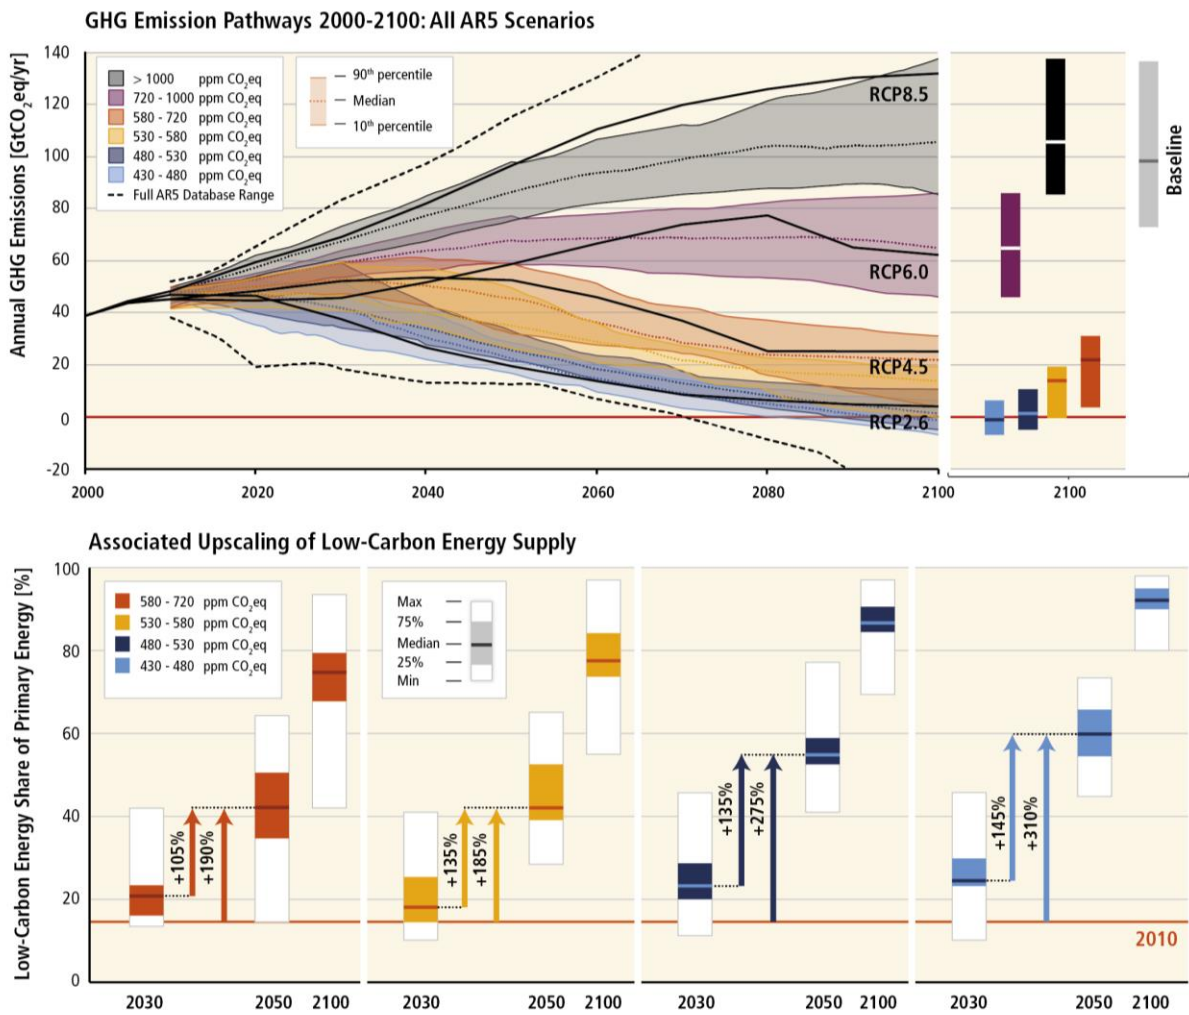 GHG Emission Pathways 2000-2100: All AR5 Scenarios
Annual GHG Emissions [GtCO2eq/yr]
140
120
100
80
60
40
20
0
-20
> 1000 ppm CO2eq
720 - 1000 ppm CO2eq
580 - 720 ppm CO2eq
530 - 580 ppm CO2eq
480 - 530 ppm CO2eq
430 - 480 ppm CO2eq
Full AR5 Database Range
90th percentile
Median
10th percentile
RCP8.5
RCP6.0
RCP4.5
RCP2.6
Baseline
2000 2020 2040 2060 2080 2100
2100
Associated Upscaling of Low-Carbon Energy Supply
Low-Carbon Energy Share of Primary Energy [%]
100
80
60
40
20
0
580 - 720 ppm CO2eq
530 - 580 ppm CO2eq
480 - 530 ppm CO2eq
430 - 480 ppm CO2eq
Max
75%
Median
25%
Min
+105%
+190%
+135%
+185%
+135%
+275%
+145%
+310%
2010
2030 2050 2100
2030 2050 2100
2030 2050 2100
2030 2050 2100